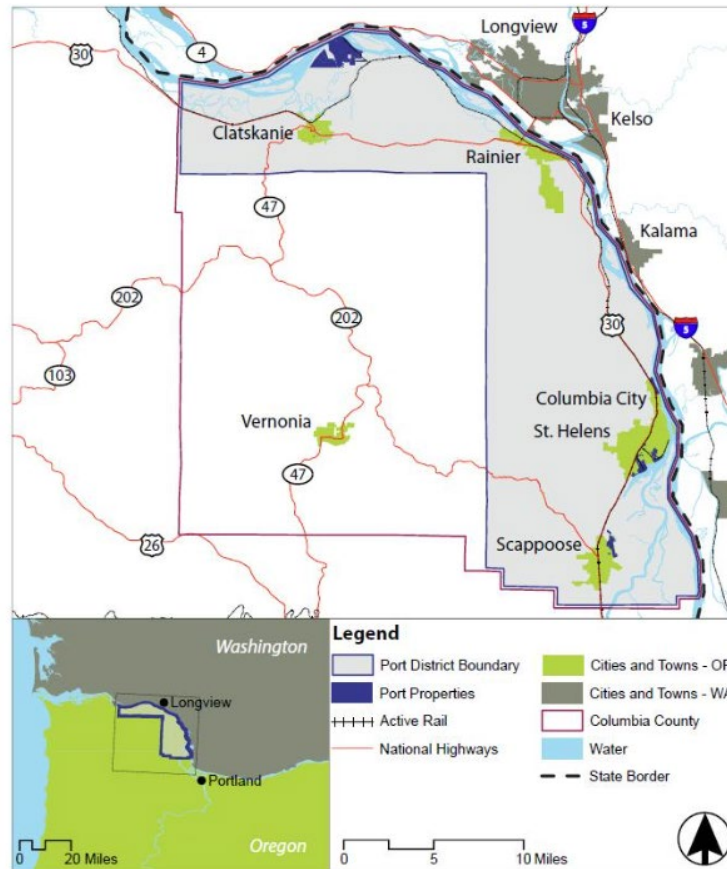 Longview
5
30
4
Clatskanie
Kelso
Rainier
47
Kalama
202
202
30
5
103
Columbia City
Vernonia
St. Helens
47
26
Scappoose
Washington
Longview
Portland
Oregon
0 20 Miles
Legend
Port District Boundary
Port Properties
Active Rail
National Highways
Cities and Towns - OR
Cities and Towns - WA
Columbia County
Water
State Border
0 5 10 Miles